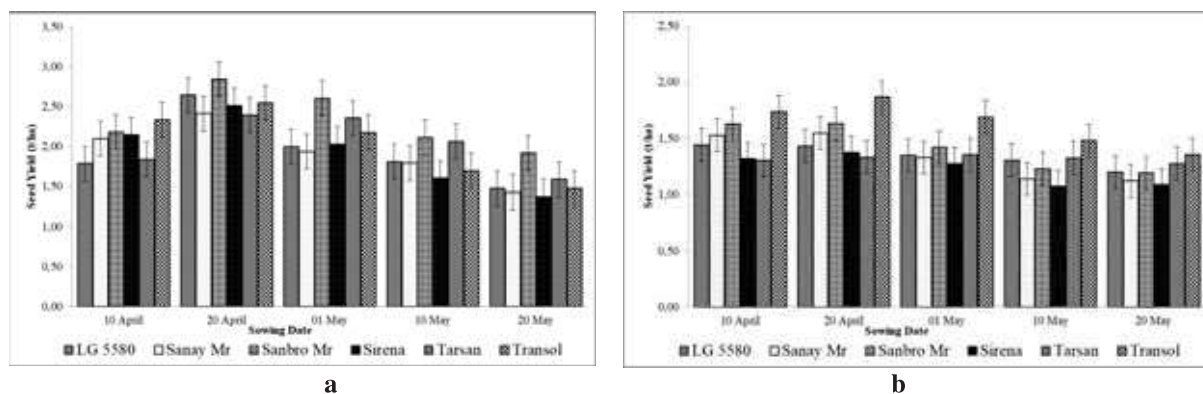 3,50
3,00
2,50
2,00
1,50
1,00
0,50
0,00
Seed Yield (t/ha)
10 April 20 April 01 May 10 May 20 May
Sowing Date
LG 5580 Sanay Mr Sanbro Mr Sirena Tarsan Transol
a
2,50
2,00
1,50
1,00
0,50
0,00
Seed Yield (t/ha)
10 April 20 April 01 May 10 May 20 May
Sowing Date
LG 5580 Sanay Mr Sanbro Mr Sirena Tarsan Transol
b